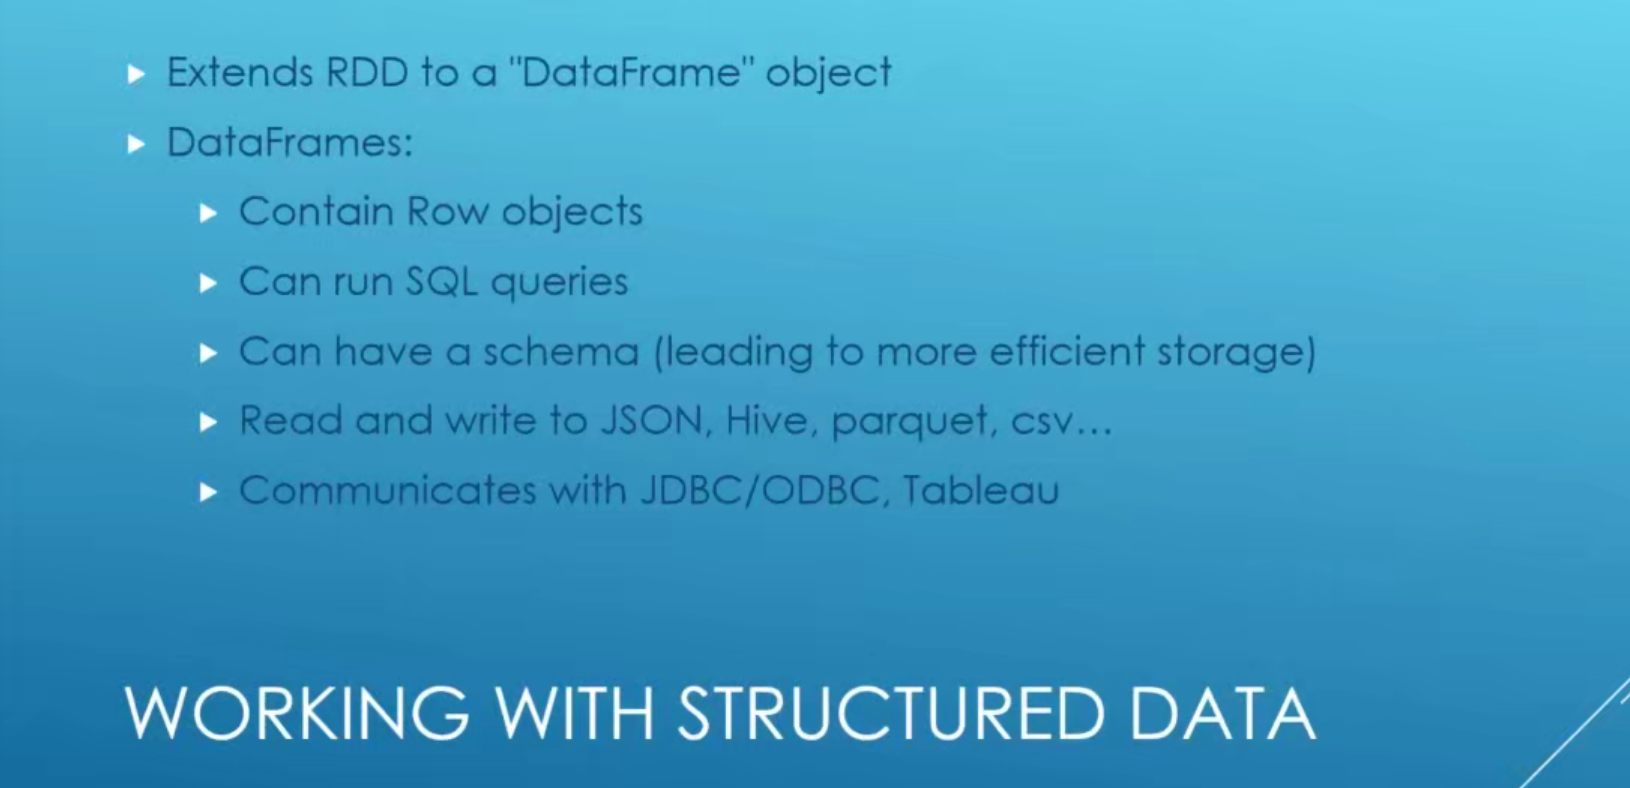 Extends RDD to a "DataFrame" object
DataFrames:
Contain Row objects
Can run SQL queries
Can have a schema (leading to more efficient storage)
Read and write to JSON, Hive, parquet, csv...
Communicates with JDBC/ODBC, Tableau
WORKING WITH STRUCTURED DATA